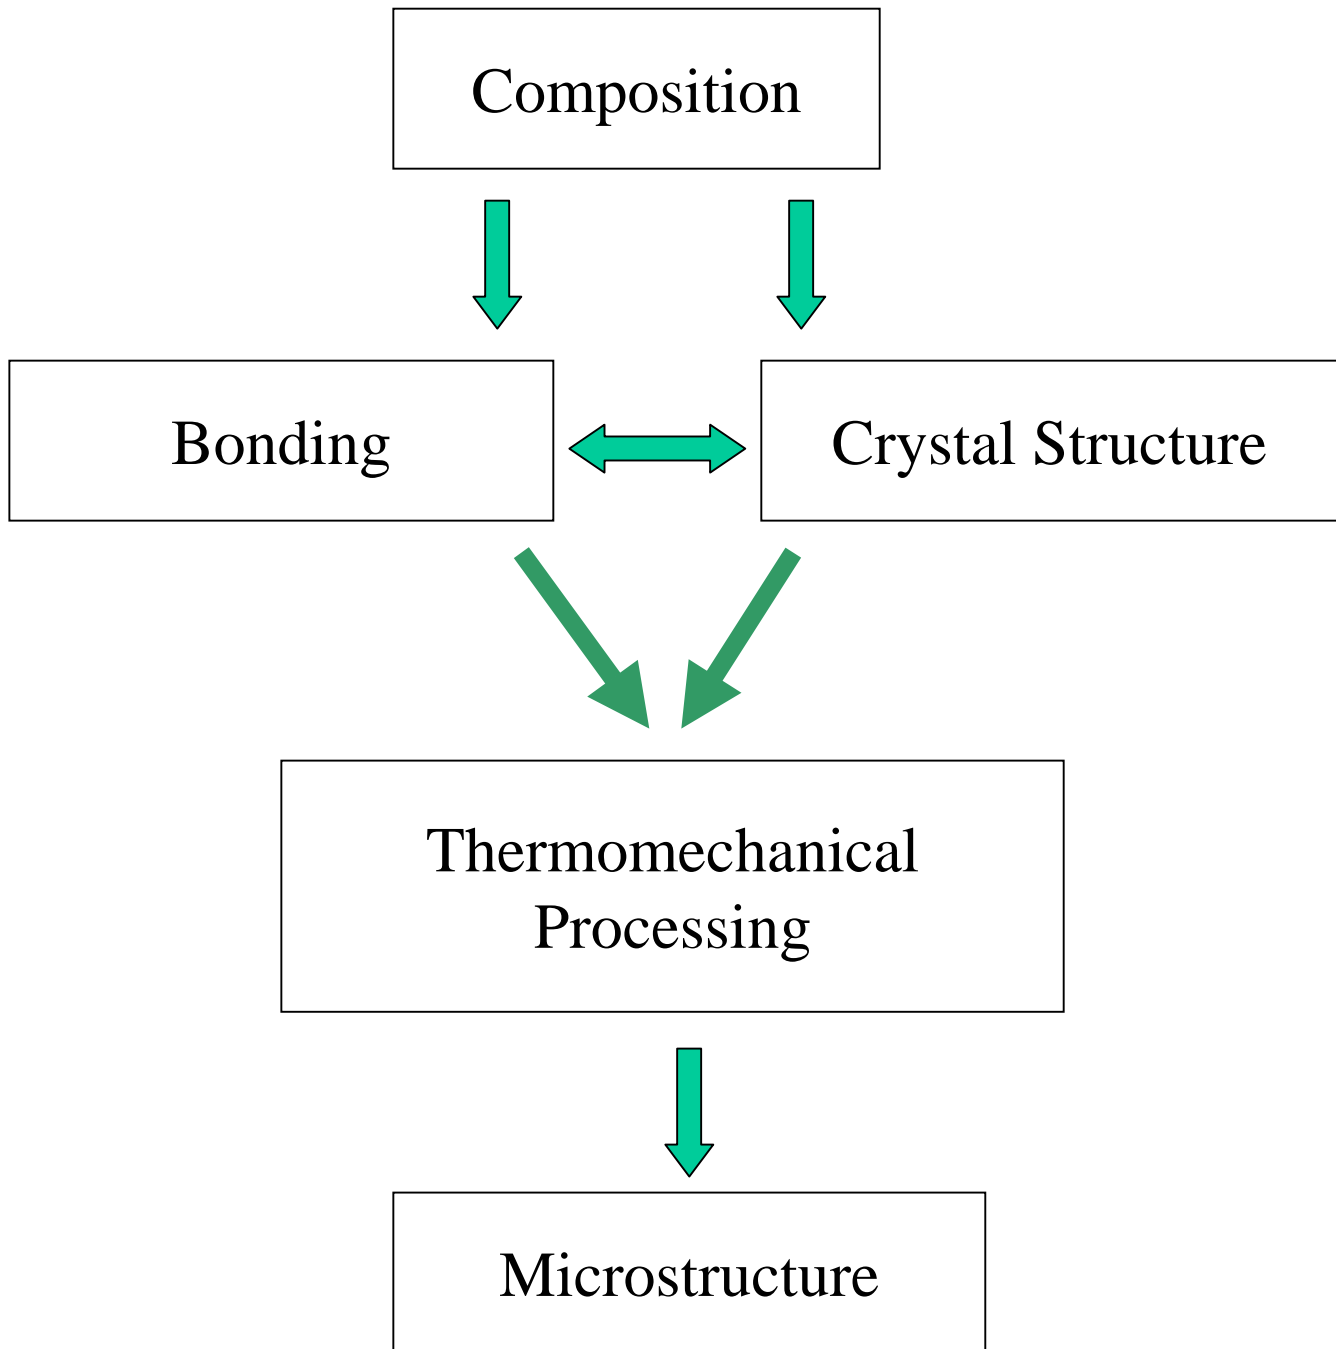 Composition
Bonding
Crystal Structure
Thermomechanical
Processing
Microstructure